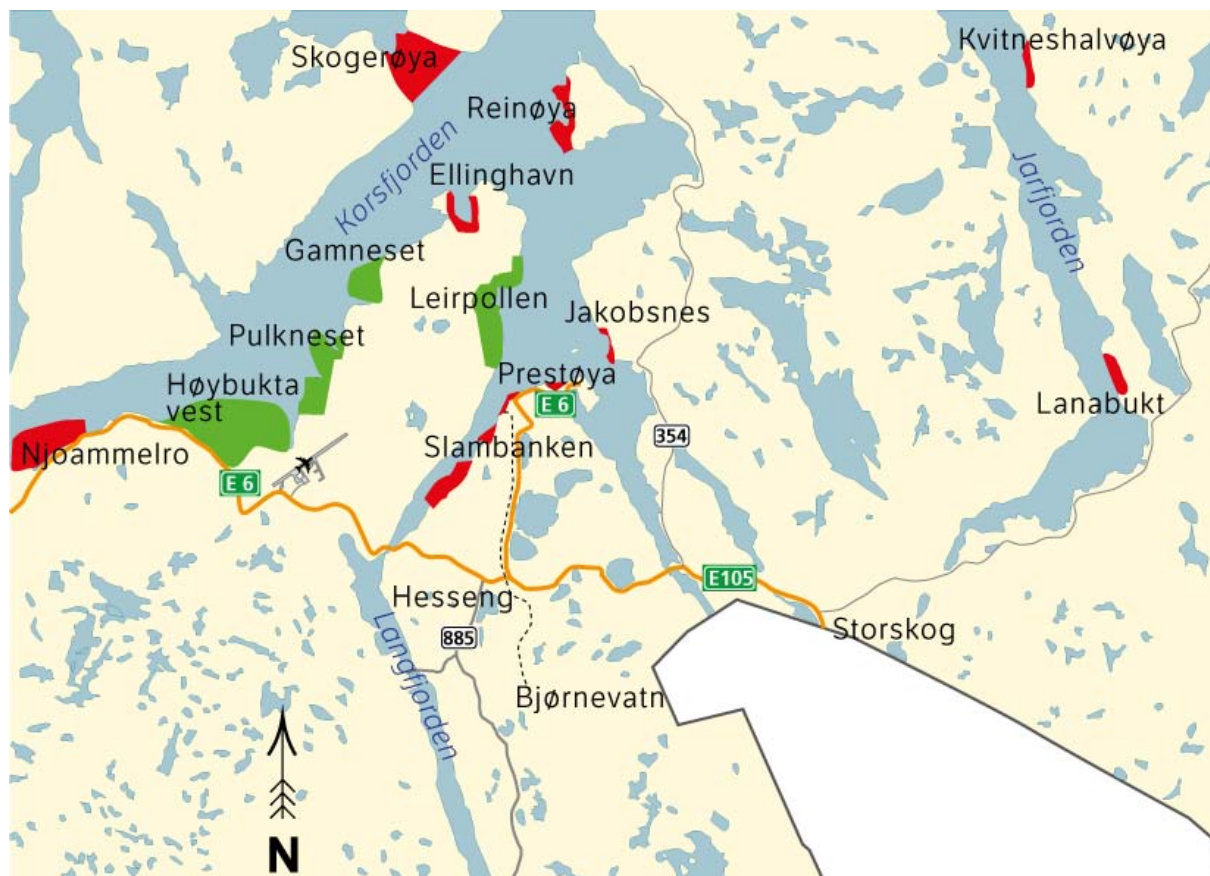 Skogerøya
Kvitneshalvøya
Reinøya
Korsfjorden
Ellinghavn
Jarfjorden
Gamneset
Leirpollen
Jakobsnes
Pulkneset
Høybukta
vest
Prestøya
E 6
Lanabukt
Njoammelro
Slambanken
354
E 6
E105
Hesseng
Storskog
885
Langfjorden
Bjørnevatn
N